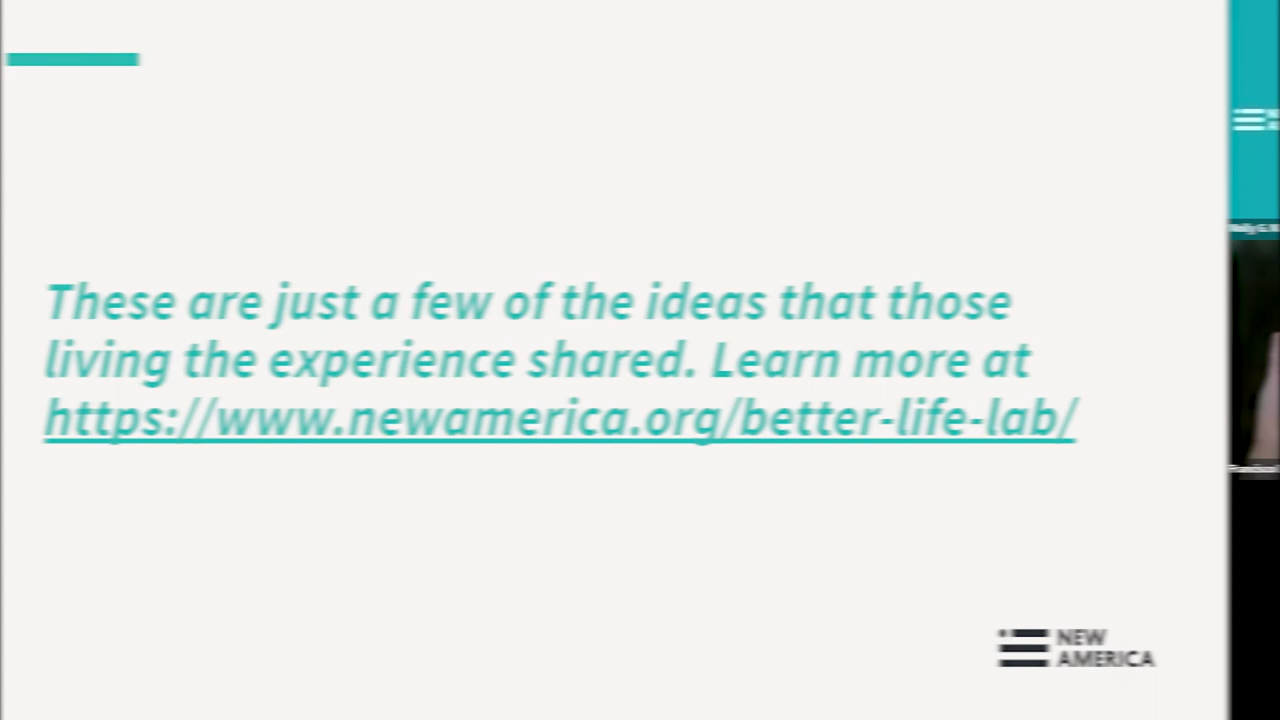 These are just a few of the ideas that those
living the experience shared. Learn more at
https://www.newamerica.org/better-life-lab/
NEW
AMERICA